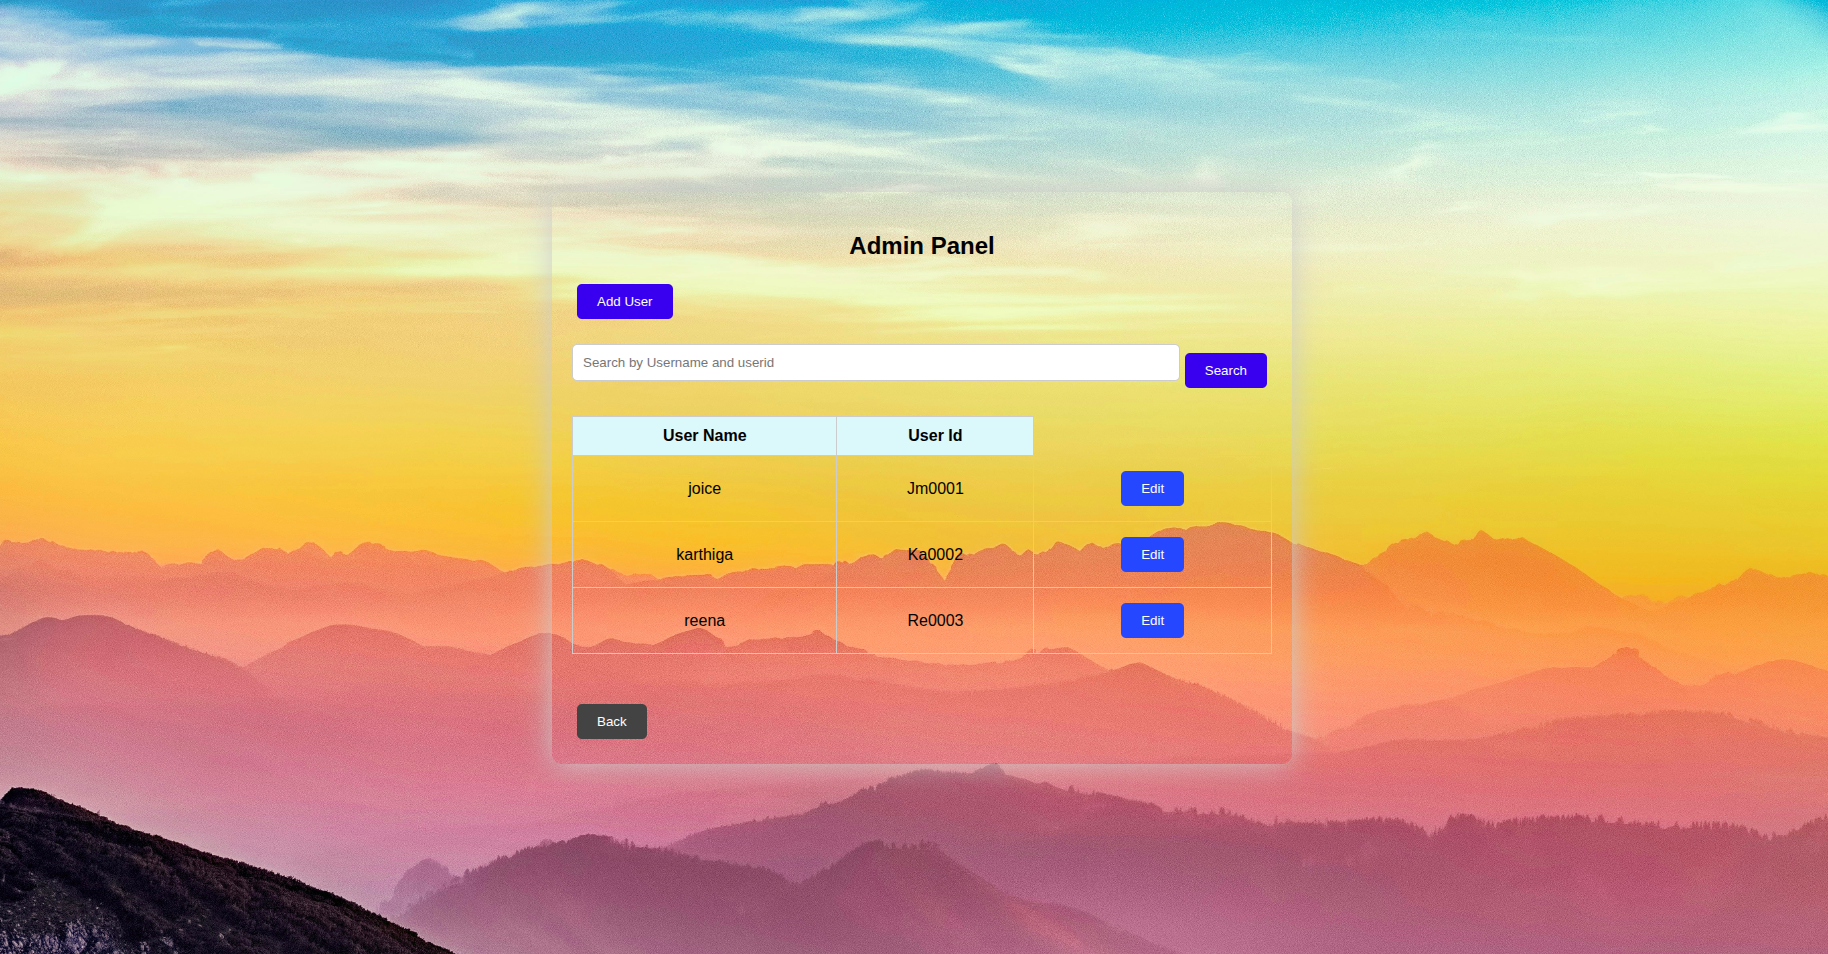 Admin Panel
Add User
Search by Username and userid
Search
User Name User Id
joice Jm0001 Edit
karthiga Ka0002 Edit
reena Re0003 Edit
Back